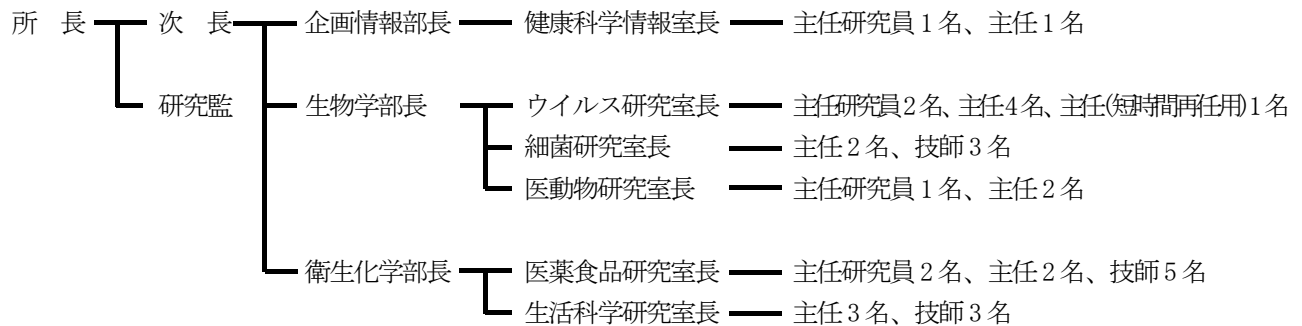 所　長　次　長　企画情報部長　健康科学情報室長　主任研究員1名、主任1名
研究監　生物学部長　ウイルス研究室長　主任研究員2名、主任4名、主任(短時間再任用)1名
細菌研究室長　主任2名、技師3名
医動物研究室長　主任研究員1名、主任2名
衛生化学部長　医薬食品研究室長　主任研究員2名、主任2名、技師5名
生活科学研究室長　主任3名、技師3名